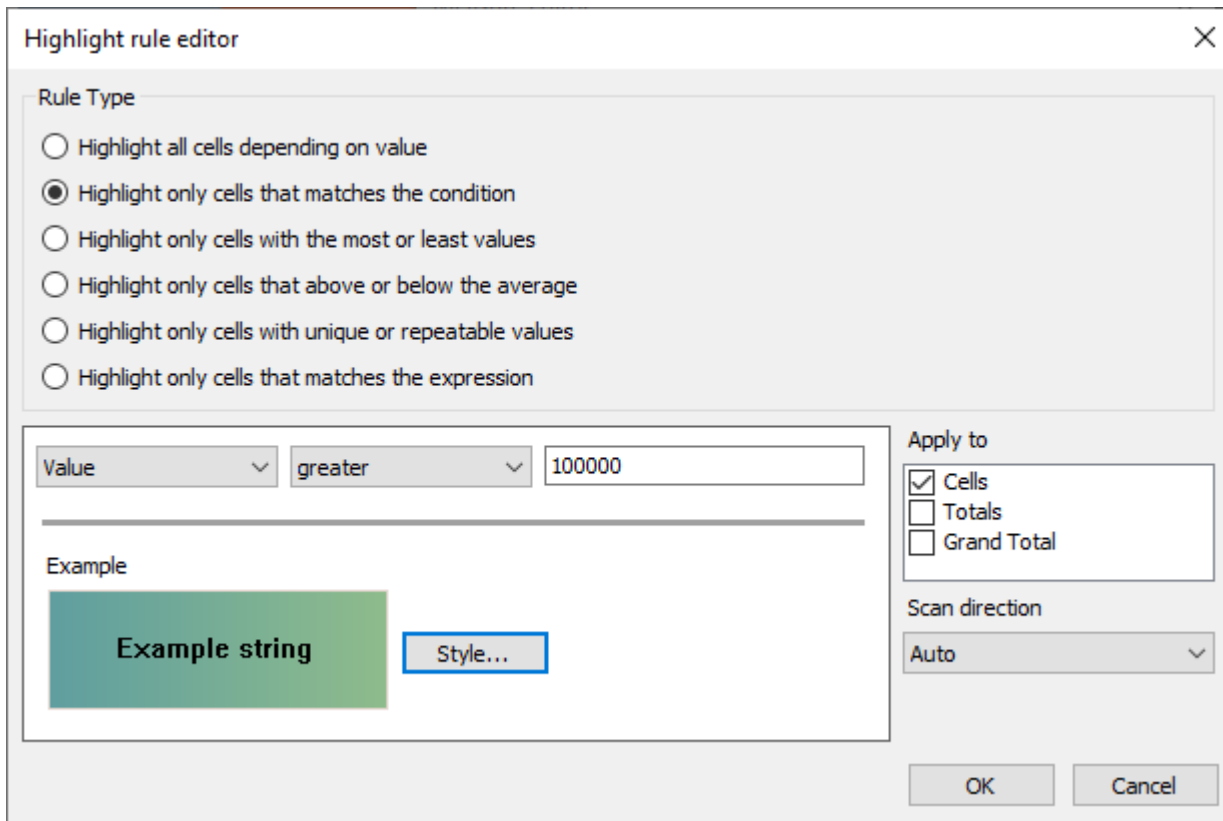 Highlight rule editor
Rule Type
Highlight all cells depending on value
Highlight only cells that matches the condition
Highlight only cells with the most or least values
Highlight only cells that above or below the average
Highlight only cells with unique or repeatable values
Highlight only cells that matches the expression
Value greater 100000
Example
Example string
Style...
Apply to
Cells
Totals
Grand Total
Scan direction
Auto
OK Cancel